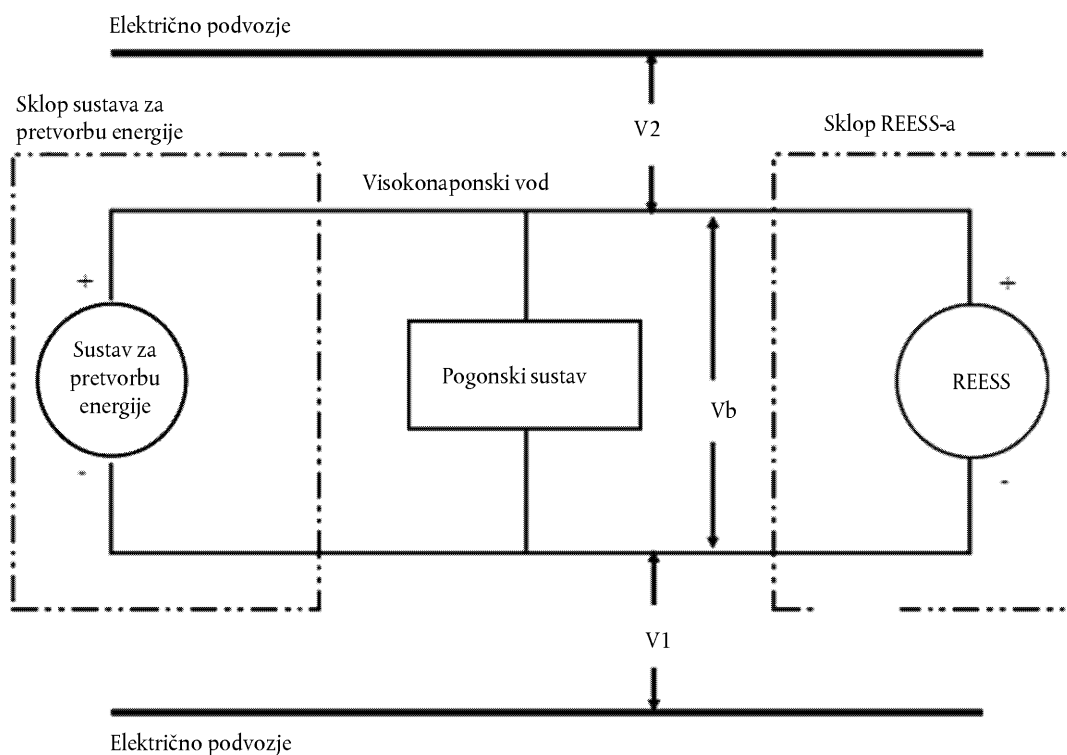 Električno podvozje
Sklop sustava za
pretvorbu energije
V2
Sklop REESS-a
Visokonaponski vod
+
+
Sustav za
pretvorbu
energije
Pogonski sustav
REESS
Vb
-
-
V1
Električno podvozje